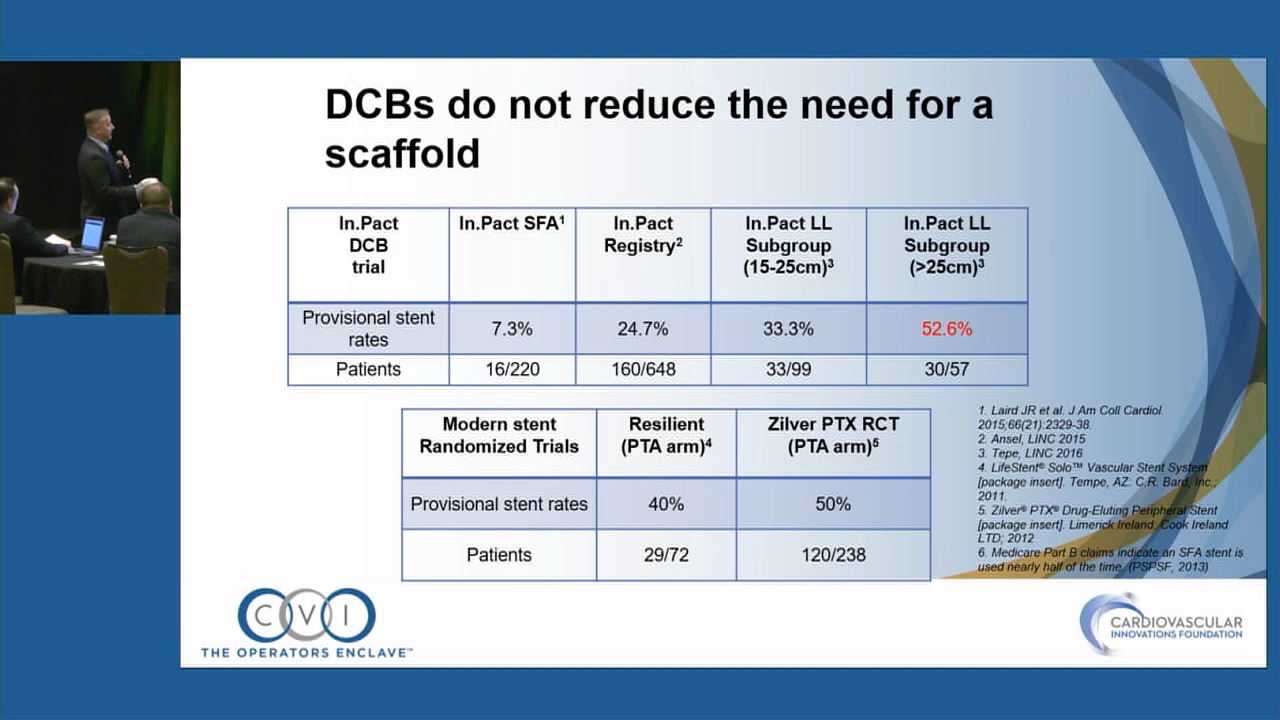 DCBs do not reduce the need for a
scaffold
In.Pact
DCB
trial
In.Pact SFA¹
In.Pact
Registry²
In.Pact LL
Subgroup
(15-25cm)³
In.Pact LL
Subgroup
(>25cm)³
Provisional stent
rates
7.3%
24.7%
33.3%
52.6%
Patients
16/220
160/648
33/99
30/57
Modern stent
Randomized Trials
Resilient
(PTA arm)⁴
Zilver PTX RCT
(PTA arm)⁵
Provisional stent rates
40%
50%
Patients
29/72
120/238
1. Laird JR et al. J Am Coll Cardiol.
2015;66(21):2329-38.
2. Ansel, LINC 2015
3. Tepe, LINC 2016
4. LifeStent® Solo™ Vascular Stent System
[package insert]. Tempe, AZ: C.R. Bard, Inc.;
2011.
5. Zilver® PTX® Drug-Eluting Peripheral Stent
[package insert]. Limerick Ireland: Cook Ireland
LTD; 2012
6. Medicare Part B claims indicate an SFA stent is
used nearly half of the time. (PSPSF, 2013)
CVI
THE OPERATORS ENCLAVE™
CARDIOVASCULAR
INNOVATIONS FOUNDATION